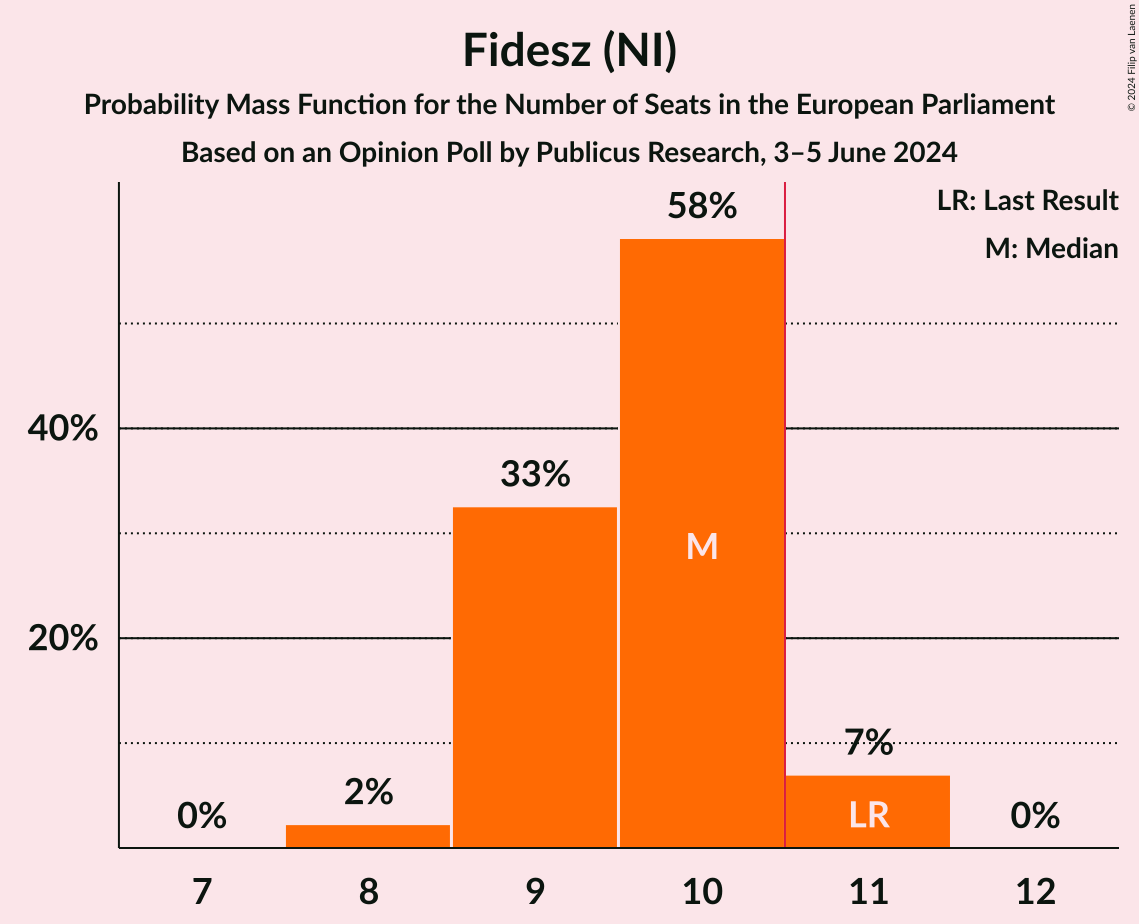 Fidesz (NI)
Probability Mass Function for the Number of Seats in the European Parliament
Based on an Opinion Poll by Publicus Research, 3–5 June 2024
© 2024 Filip van Laenen
LR: Last Result
M: Median
58%
40%
33%
M
20%
7%
2%
0%
LR
0%
7 8 9 10 11 12